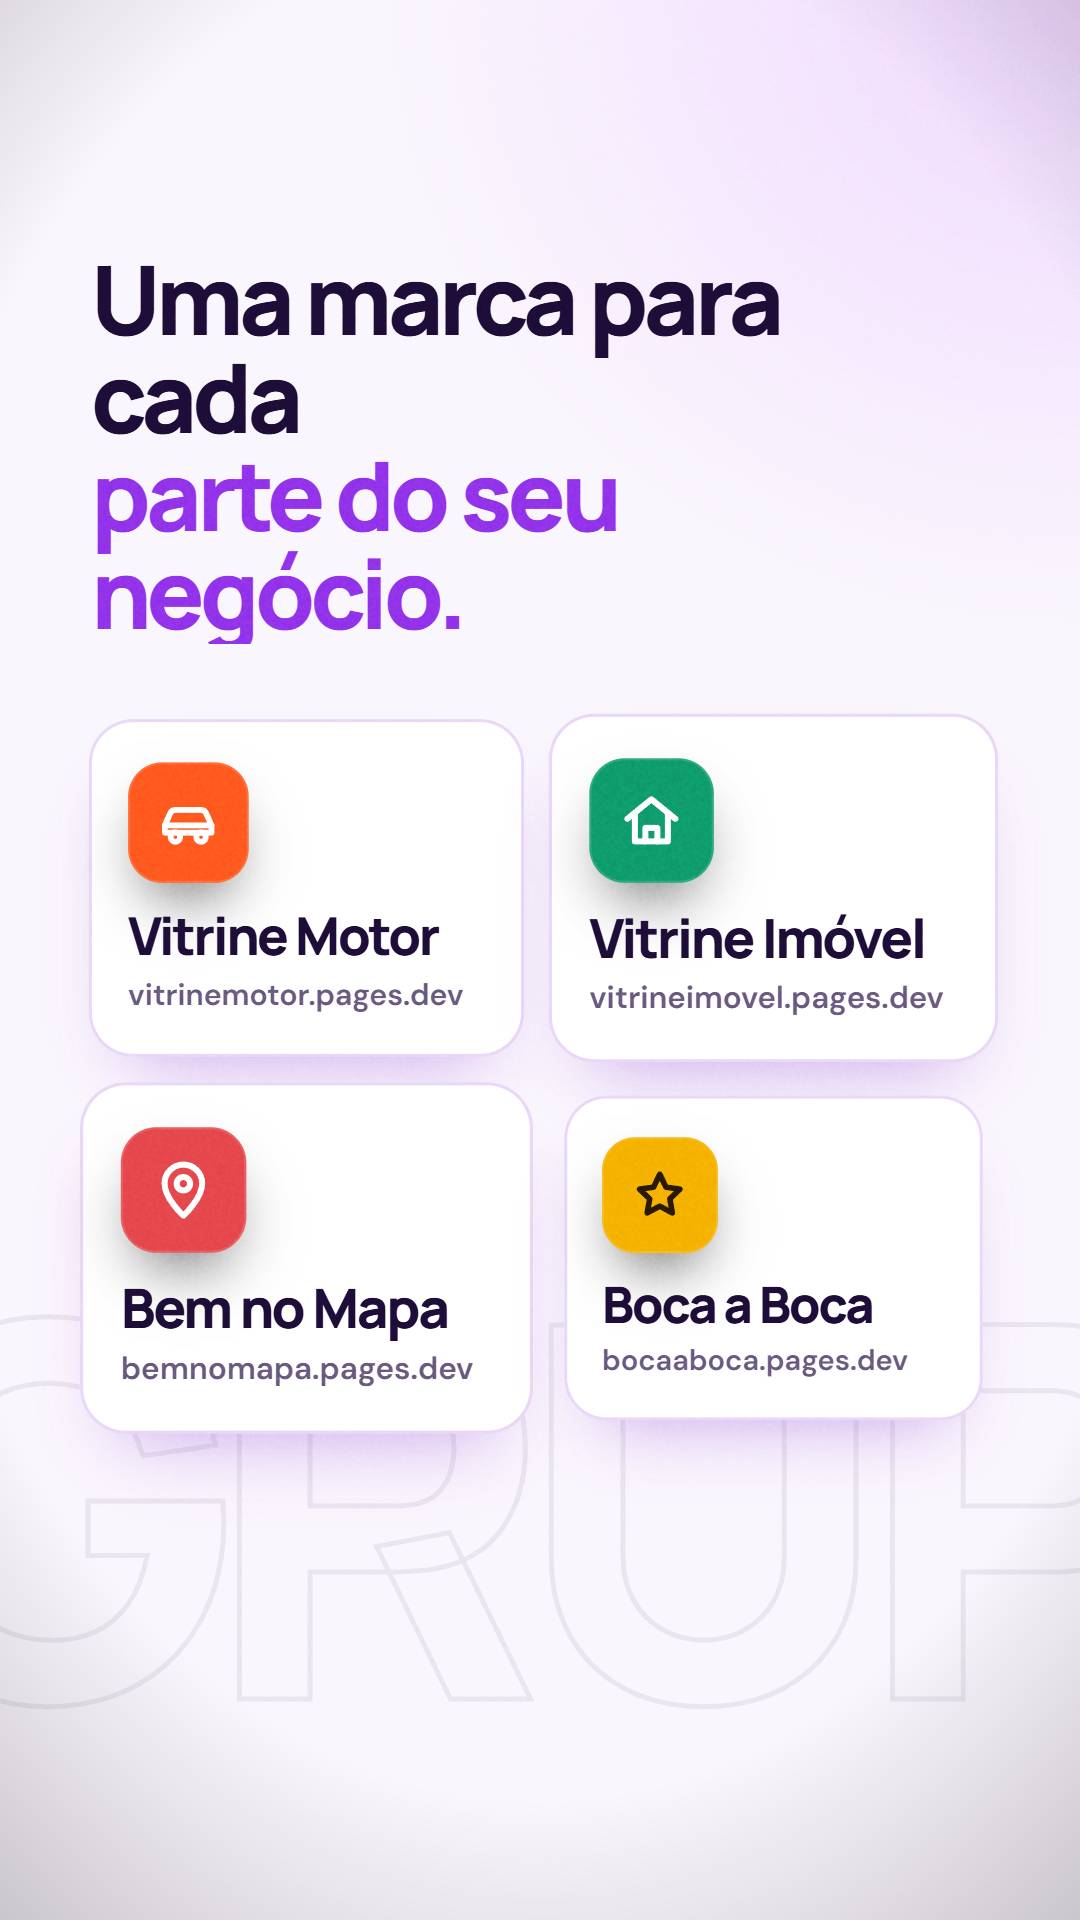 Uma marca para
cada
parte do seu
negócio.
Vitrine Motor
vitrinemotor.pages.dev
Vitrine Imóvel
vitrineimovel.pages.dev
Bem no Mapa
bemnomapa.pages.dev
Boca a Boca
bocaaboca.pages.dev
GRUP